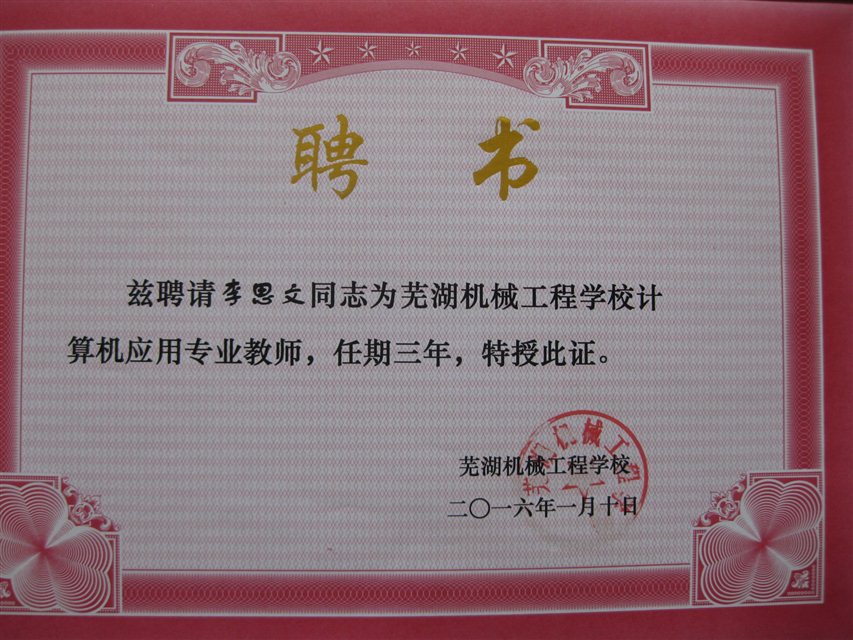 聘书
兹聘请李思文同志为芜湖机械工程学校计
算机应用专业教师，任期三年，特授此证。
芜湖机械工程学校
二〇一六年一月十日